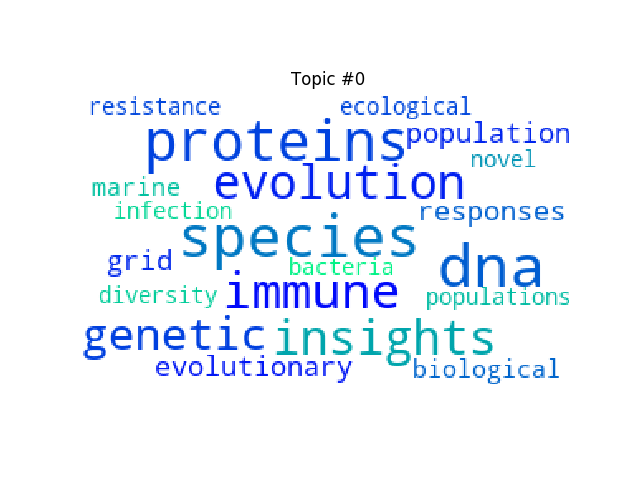 Topic #0
resistance ecological
proteins population
novel
evolution
marine
infection responses
species
grid bacteria dna
diversity immune populations
genetic insights
evolutionary biological